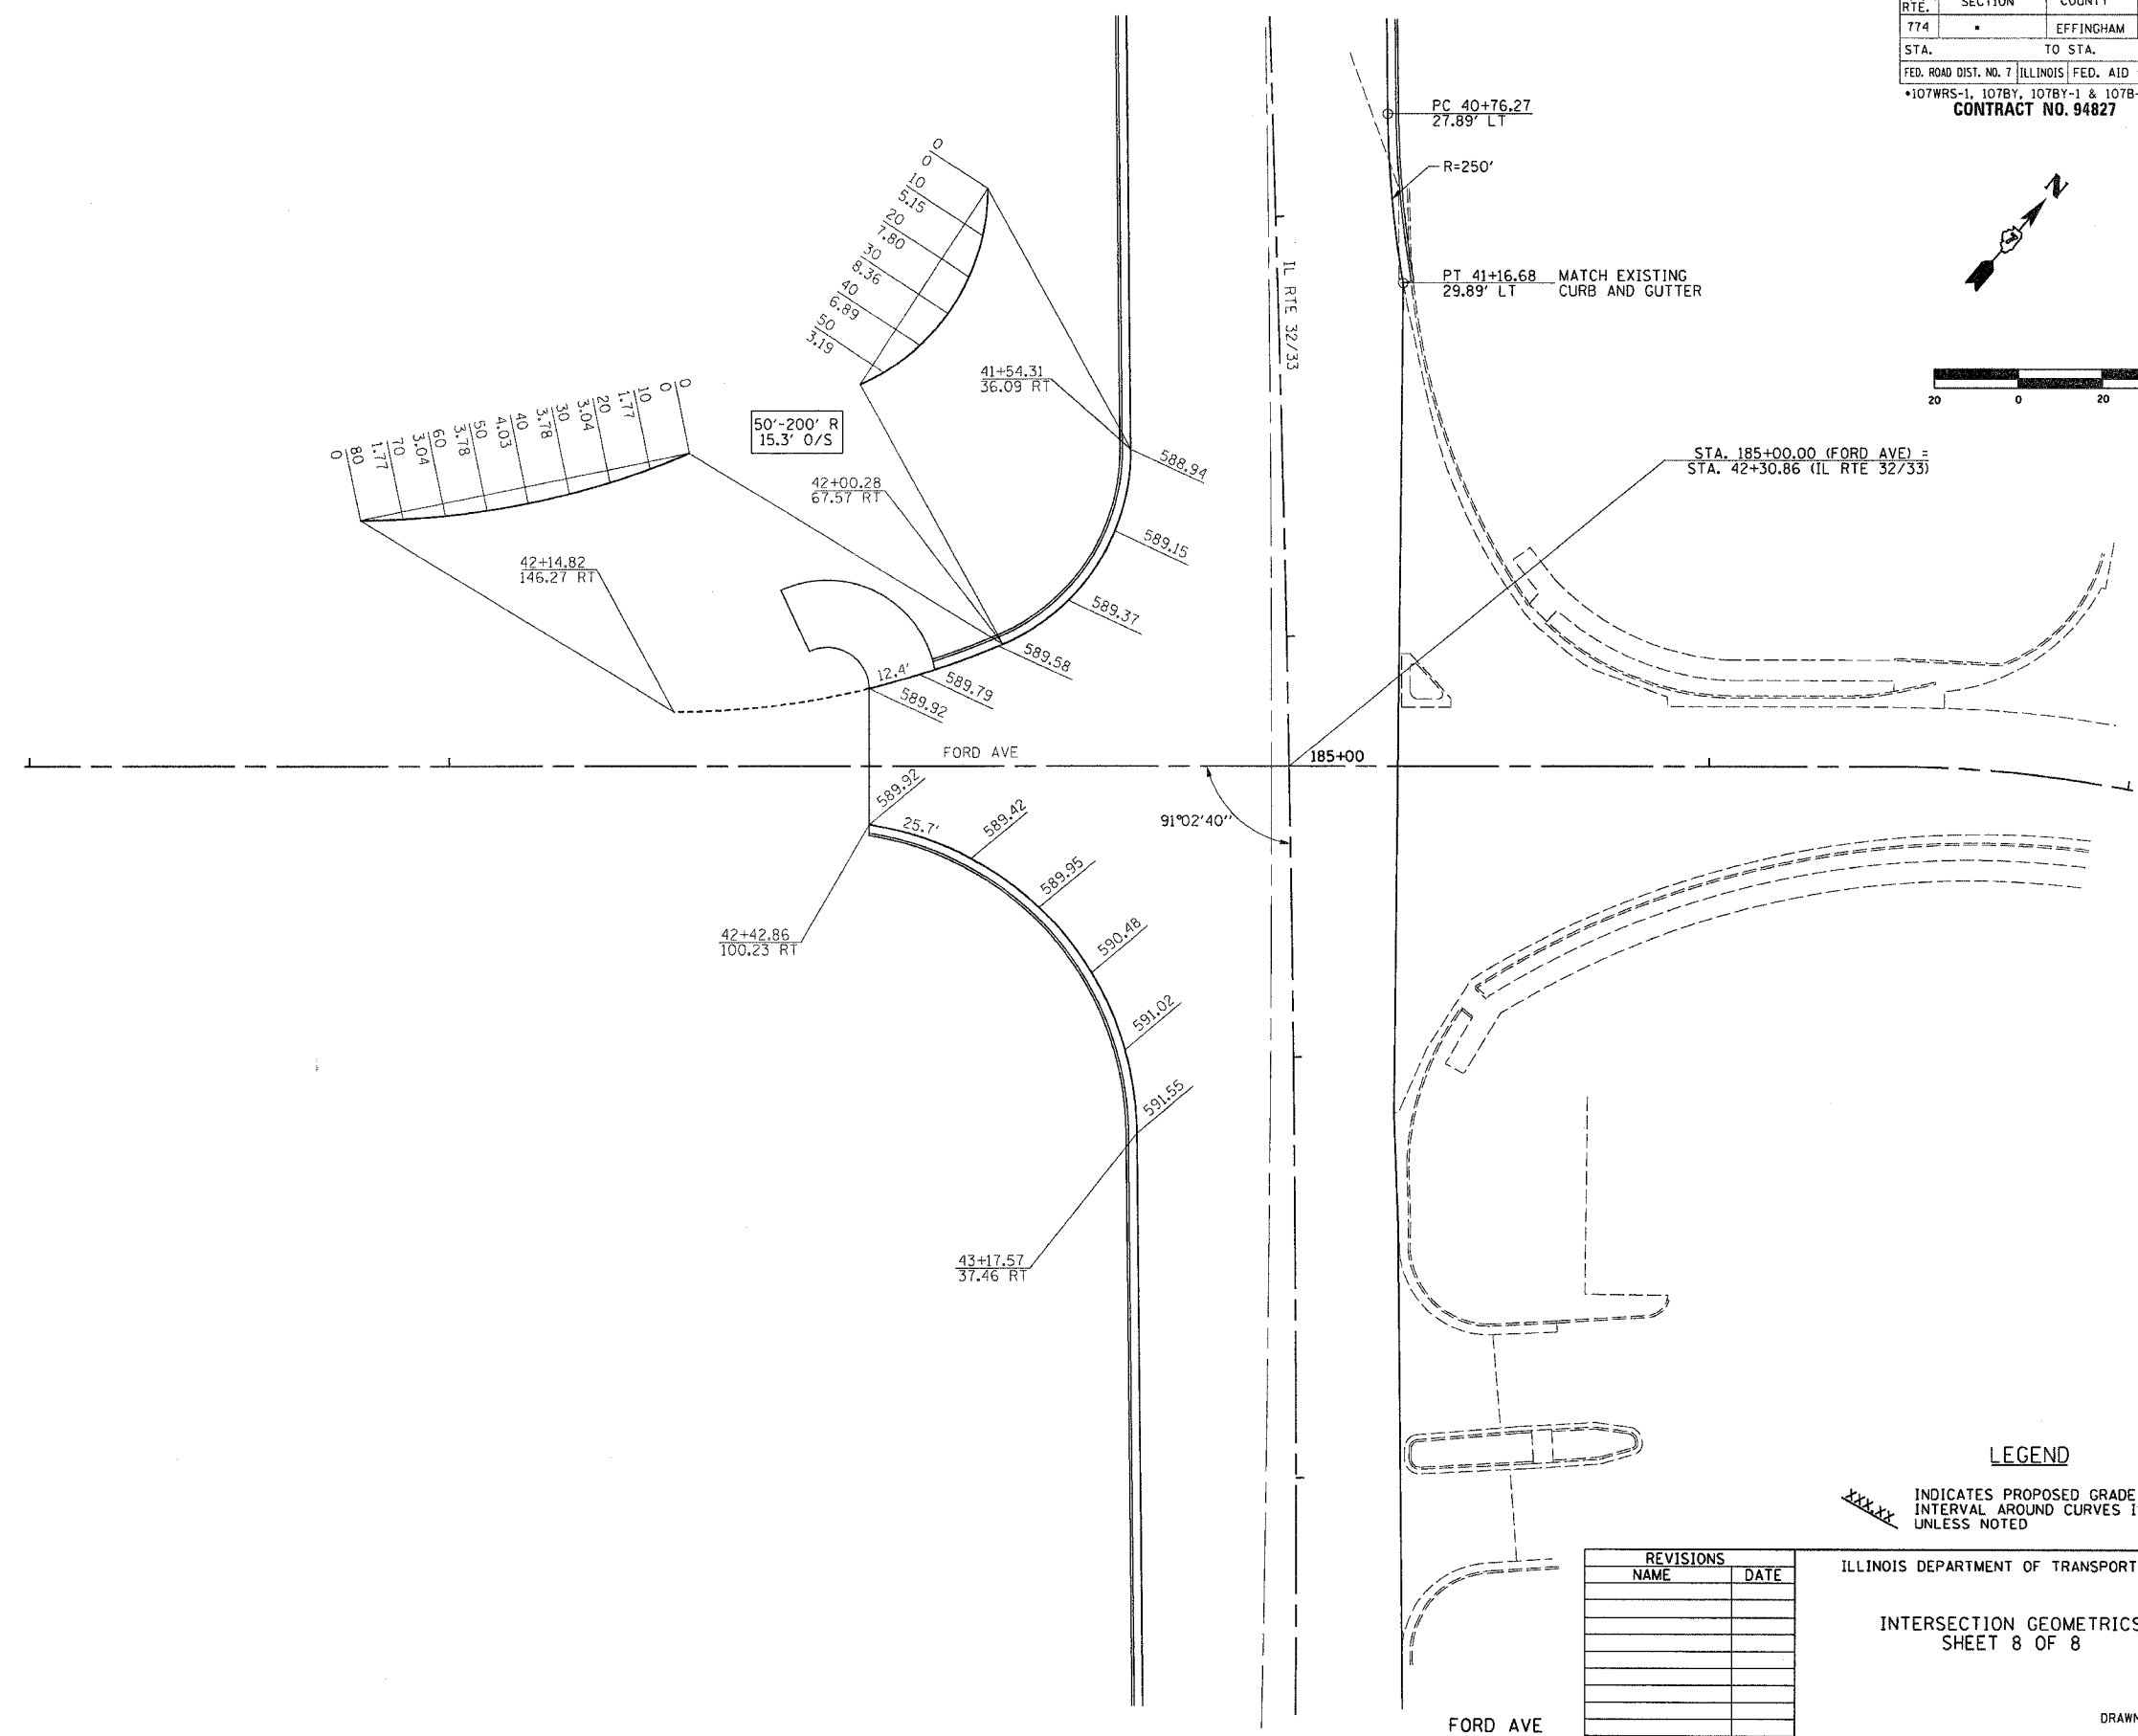 RTE.
SECTION
COUNTY
774
EFFINGHAM
STA.
TO STA.
FED. ROAD DIST. NO. 7
ILLINOIS
FED. AID
•107WRS-1, 107BY, 107BY-1 & 107B-
CONTRACT NO. 94827
N
20
0
20
PC 40+76.27
27.89' LT
R=250'
PT 41+16.68
29.89' LT
MATCH EXISTING
CURB AND GUTTER
IL RTE 32/33
STA. 185+00.00 (FORD AVE) =
STA. 42+30.86 (IL RTE 32/33)
0
0
10
5.15
20
7.80
30
8.36
40
6.89
50
3.19
41+54.31
36.09 RT
50'-200' R
15.3' O/S
42+00.28
67.57 RT
0
80
1.77
70
3.04
60
3.78
50
4.03
40
3.78
30
3.04
20
1.77
10
0
0
42+14.82
146.27 RT
588.94
589.15
589.37
589.58
589.79
589.92
12.4'
FORD AVE
185+00
91°02'40"
589.92
25.7'
589.42
589.95
590.48
591.02
591.55
42+42.86
100.23 RT
43+17.57
37.46 RT
LEGEND
XXX.XX
INDICATES PROPOSED GRADE
INTERVAL AROUND CURVES I
UNLESS NOTED
REVISIONS
NAME
DATE
ILLINOIS DEPARTMENT OF TRANSPORT
INTERSECTION GEOMETRICS
SHEET 8 OF 8
FORD AVE
DRAWN